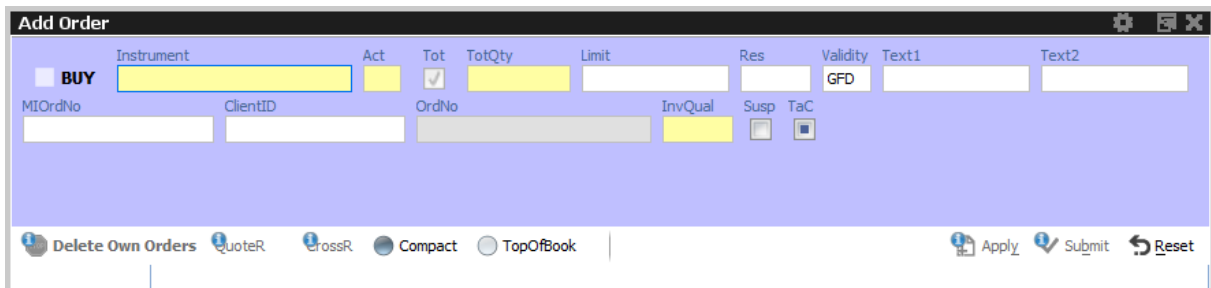 Add Order
Instrument Act Tot TotQty Limit Res Validity Text1 Text2
BUY GFD
MIOrdNo ClientID OrdNo InvQual Susp TaC
Delete Own Orders QuoteR CrossR Compact TopOfBook Apply Submit Reset